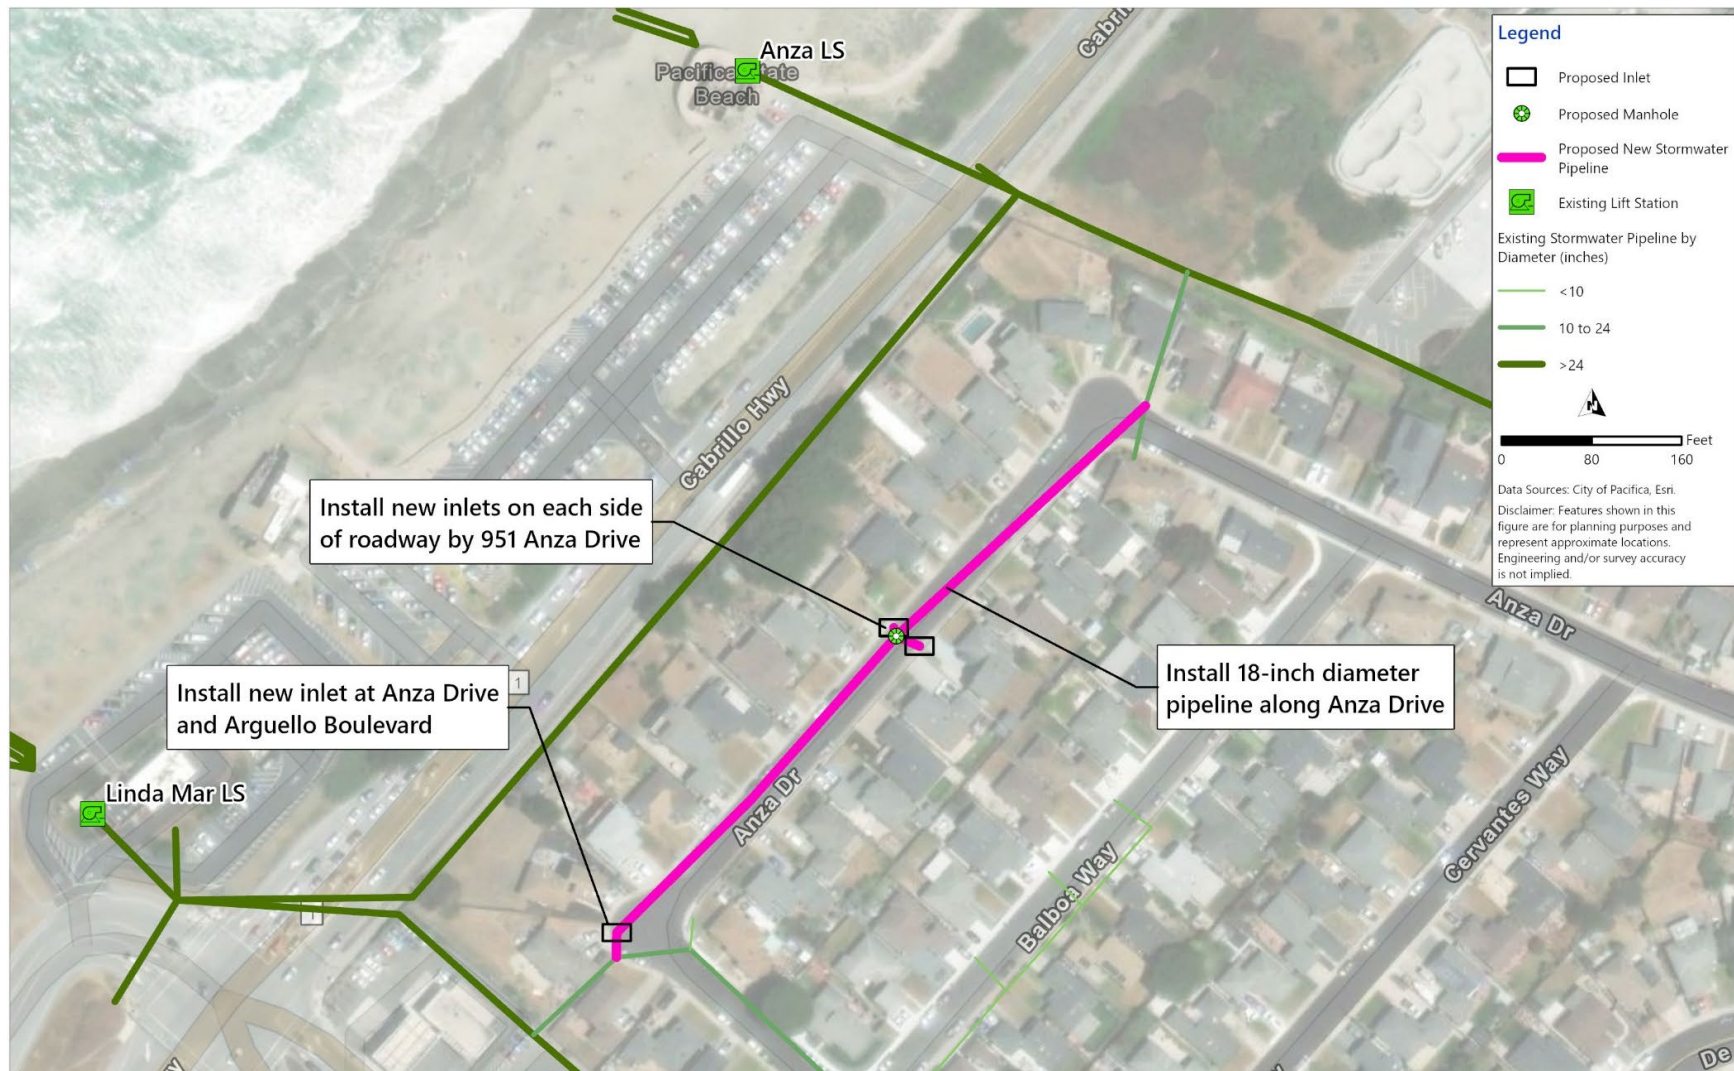 Anza LS
Pacifica State
Beach
Cabril
Cabrillo Hwy
Install new inlets on each side
of roadway by 951 Anza Drive
Install new inlet at Anza Drive
and Arguello Boulevard
1
Linda Mar LS
1
Anza Dr
Install 18-inch diameter
pipeline along Anza Drive
Anza Dr
Balboa Way
Cervantes Way
De
Legend
Proposed Inlet
Proposed Manhole
Proposed New Stormwater
Pipeline
Existing Lift Station
Existing Stormwater Pipeline by
Diameter (inches)
<10
10 to 24
>24
N
Feet
0 80 160
Data Sources: City of Pacifica, Esri.
Disclaimer: Features shown in this
figure are for planning purposes and
represent approximate locations.
Engineering and/or survey accuracy
is not implied.